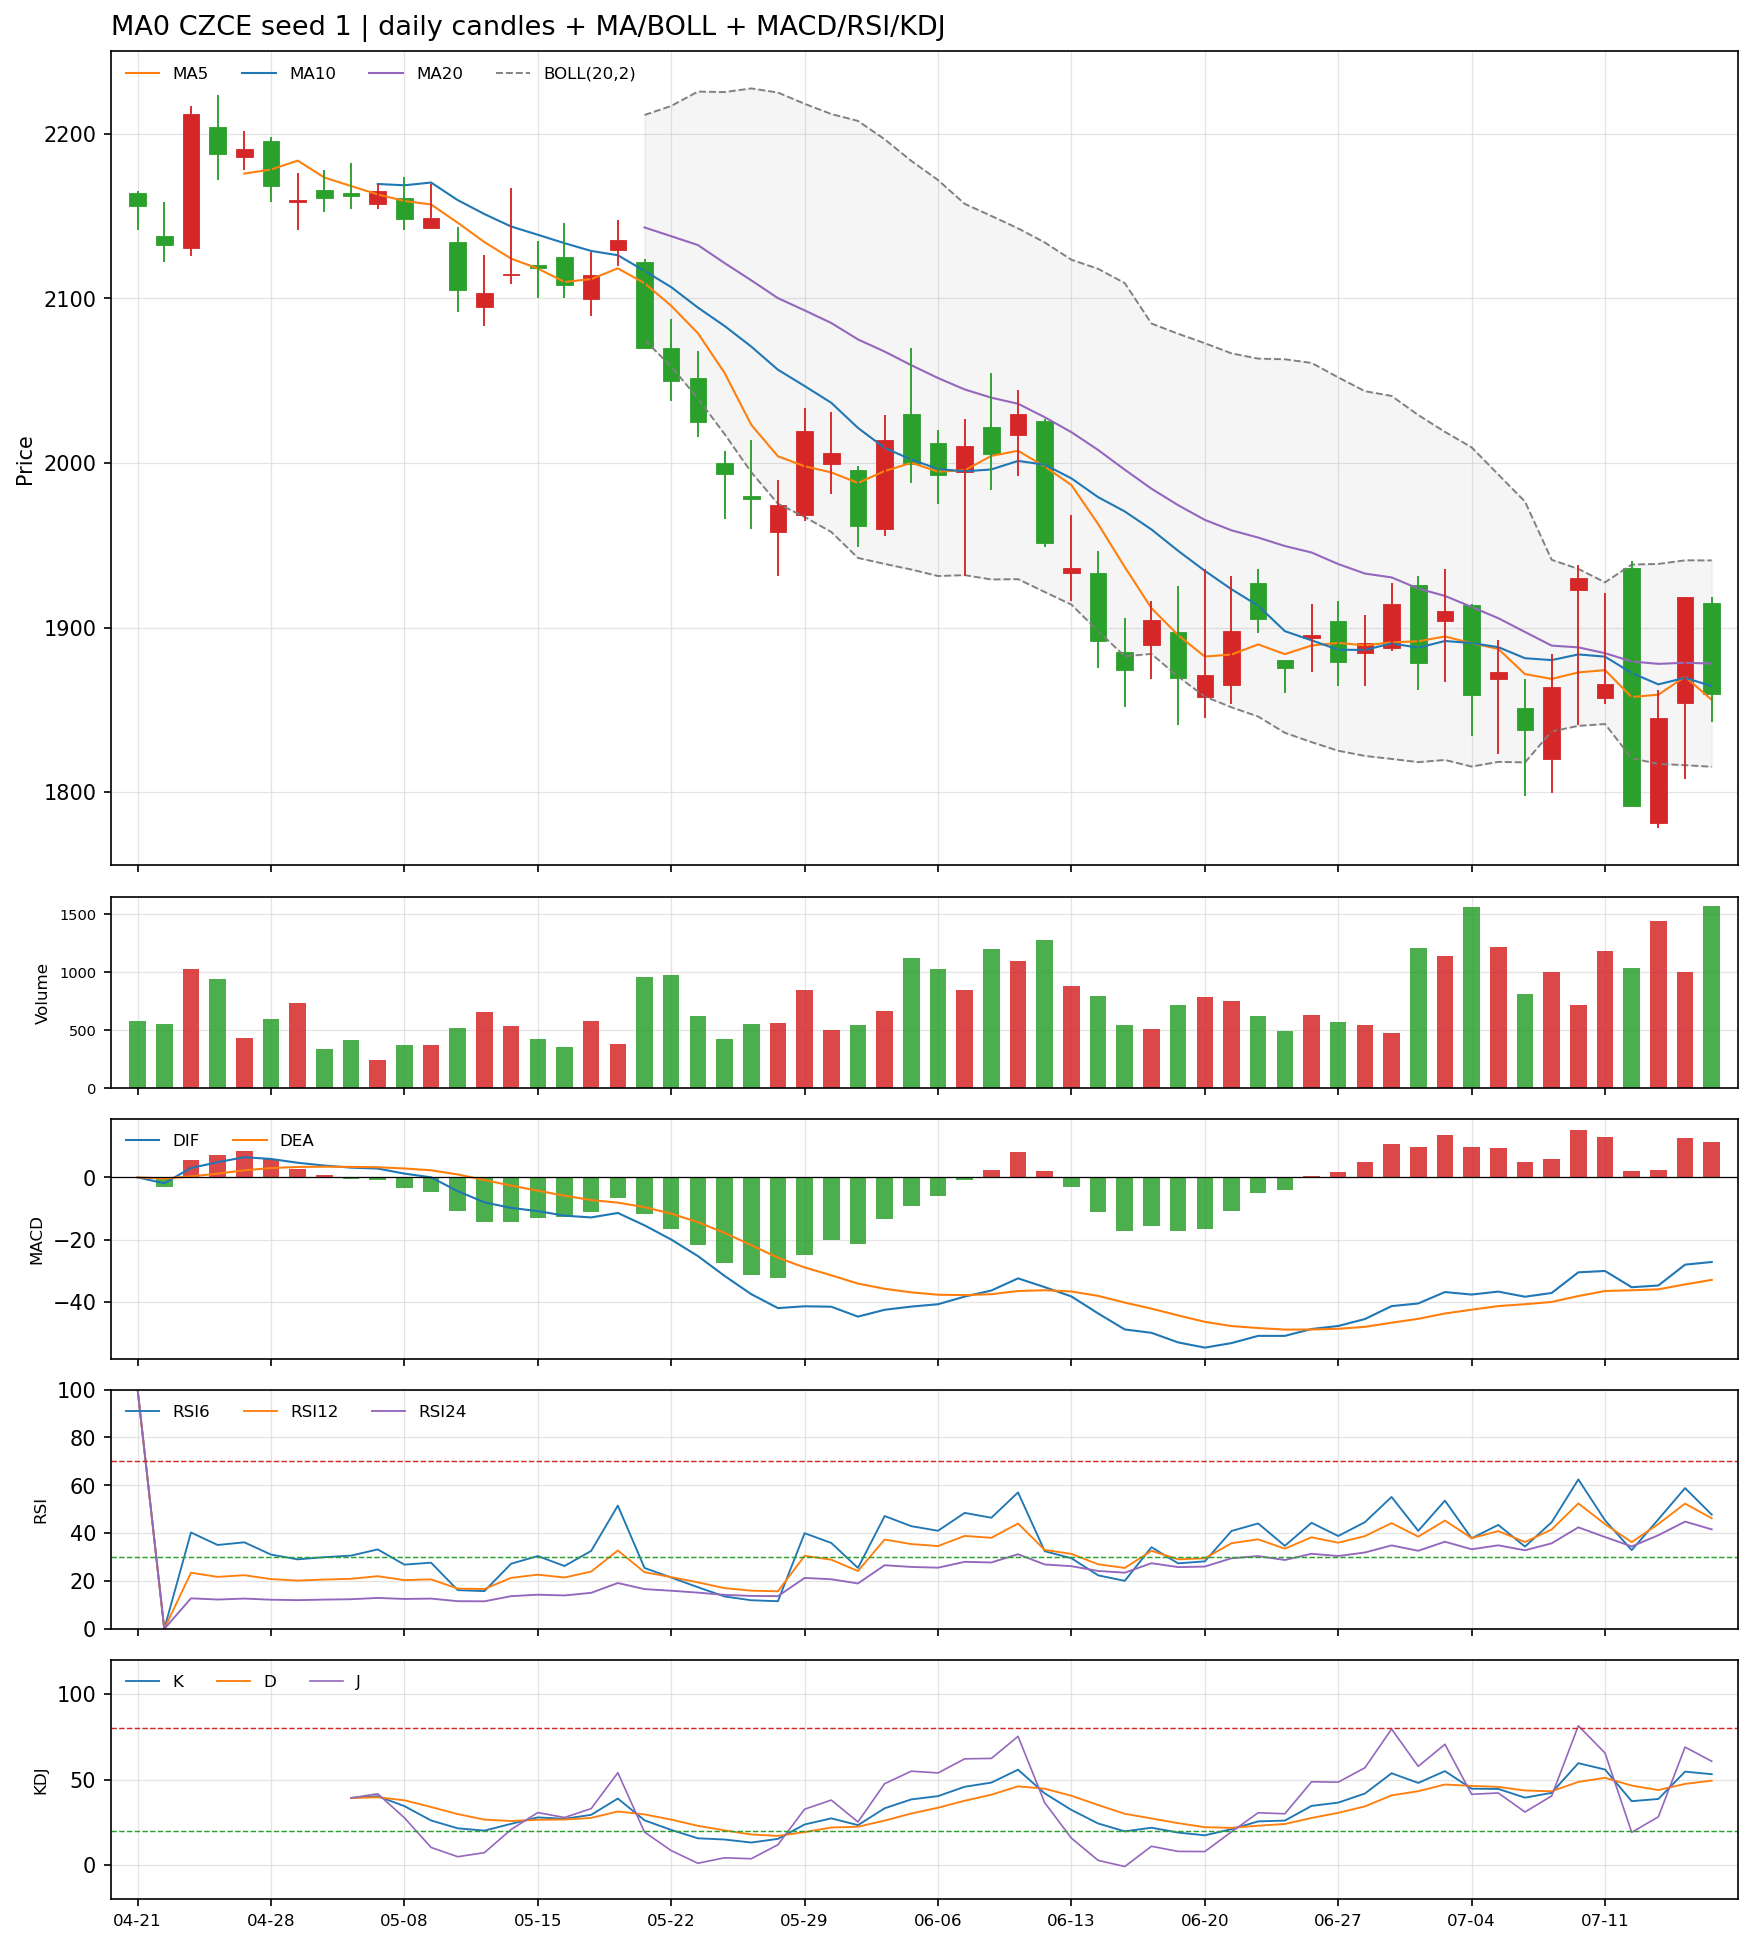 MA0 CZCE seed 1 | daily candles + MA/BOLL + MACD/RSI/KDJ
MA5 MA10 MA20 BOLL(20,2)
2200
2100
2000
1900
1800
Price
1500
1000
500
0
Volume
DIF DEA
0
−20
−40
MACD
RSI6 RSI12 RSI24
100
80
60
40
20
0
RSI
K D J
100
50
0
KDJ
04-21 04-28 05-08 05-15 05-22 05-29 06-06 06-13 06-20 06-27 07-04 07-11